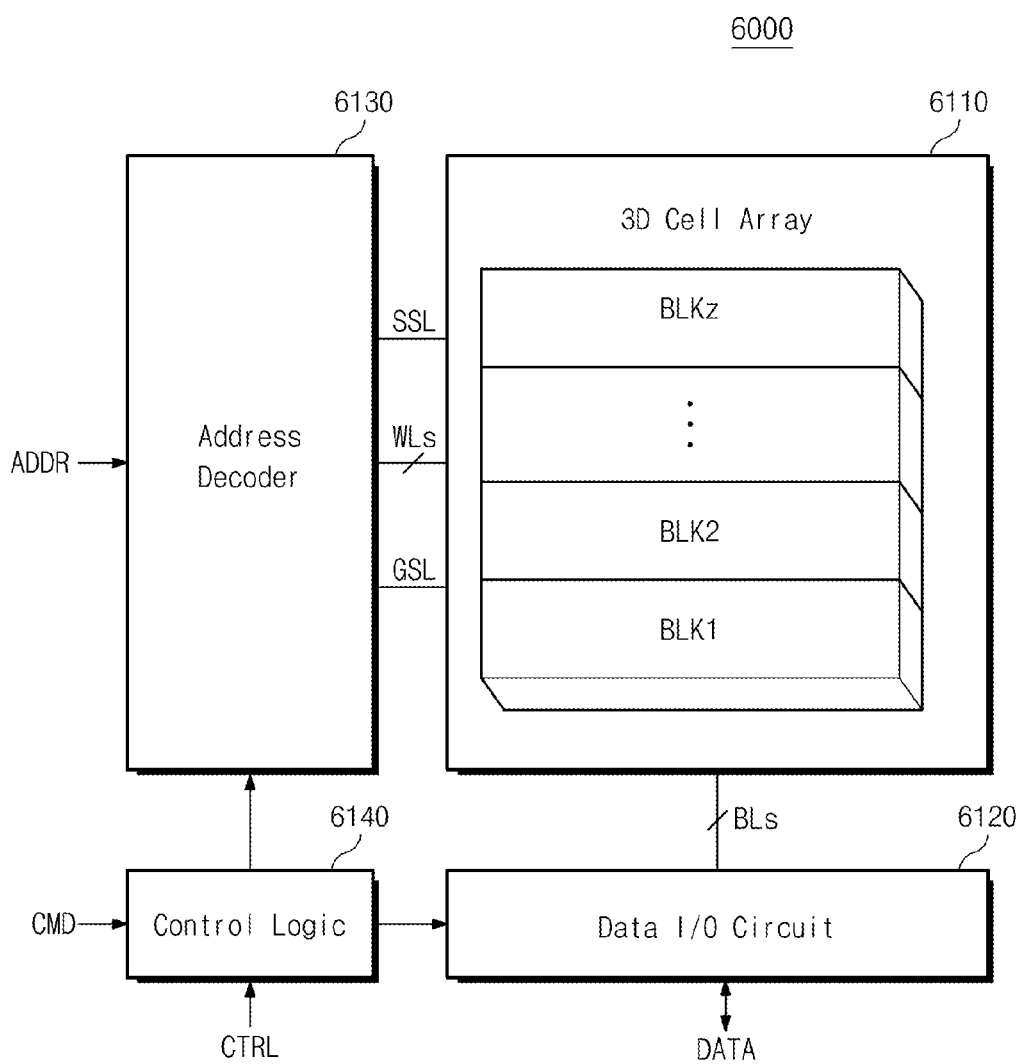 6000
6130
6110
3D Cell Array
BLKz
SSL
Address
Decoder
WLs
ADDR
BLK2
GSL
BLK1
6140
BLs
6120
CMD
Control Logic
Data I/O Circuit
CTRL
DATA